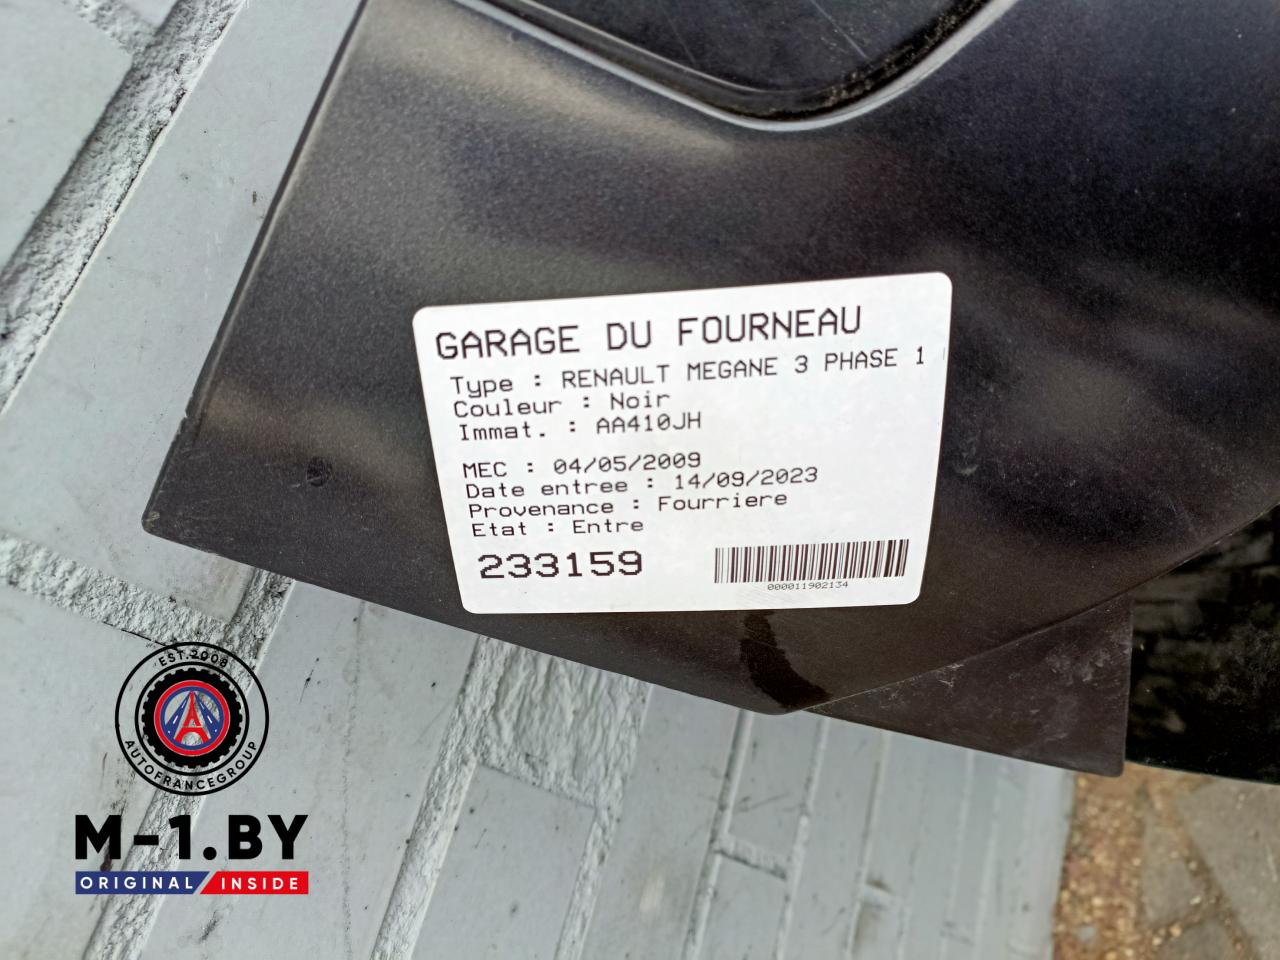 GARAGE DU FOURNEAU
Type : RENAULT MEGANE 3 PHASE 1
Couleur : Noir
Immat. : AA410JH
MEC : 04/05/2009
Date entree : 14/09/2023
Provenance : Fourriere
Etat : Entre
233159
000011902134
EST.2008
AUTOFRANCEGROUP
M-1.BY
ORIGINAL / INSIDE